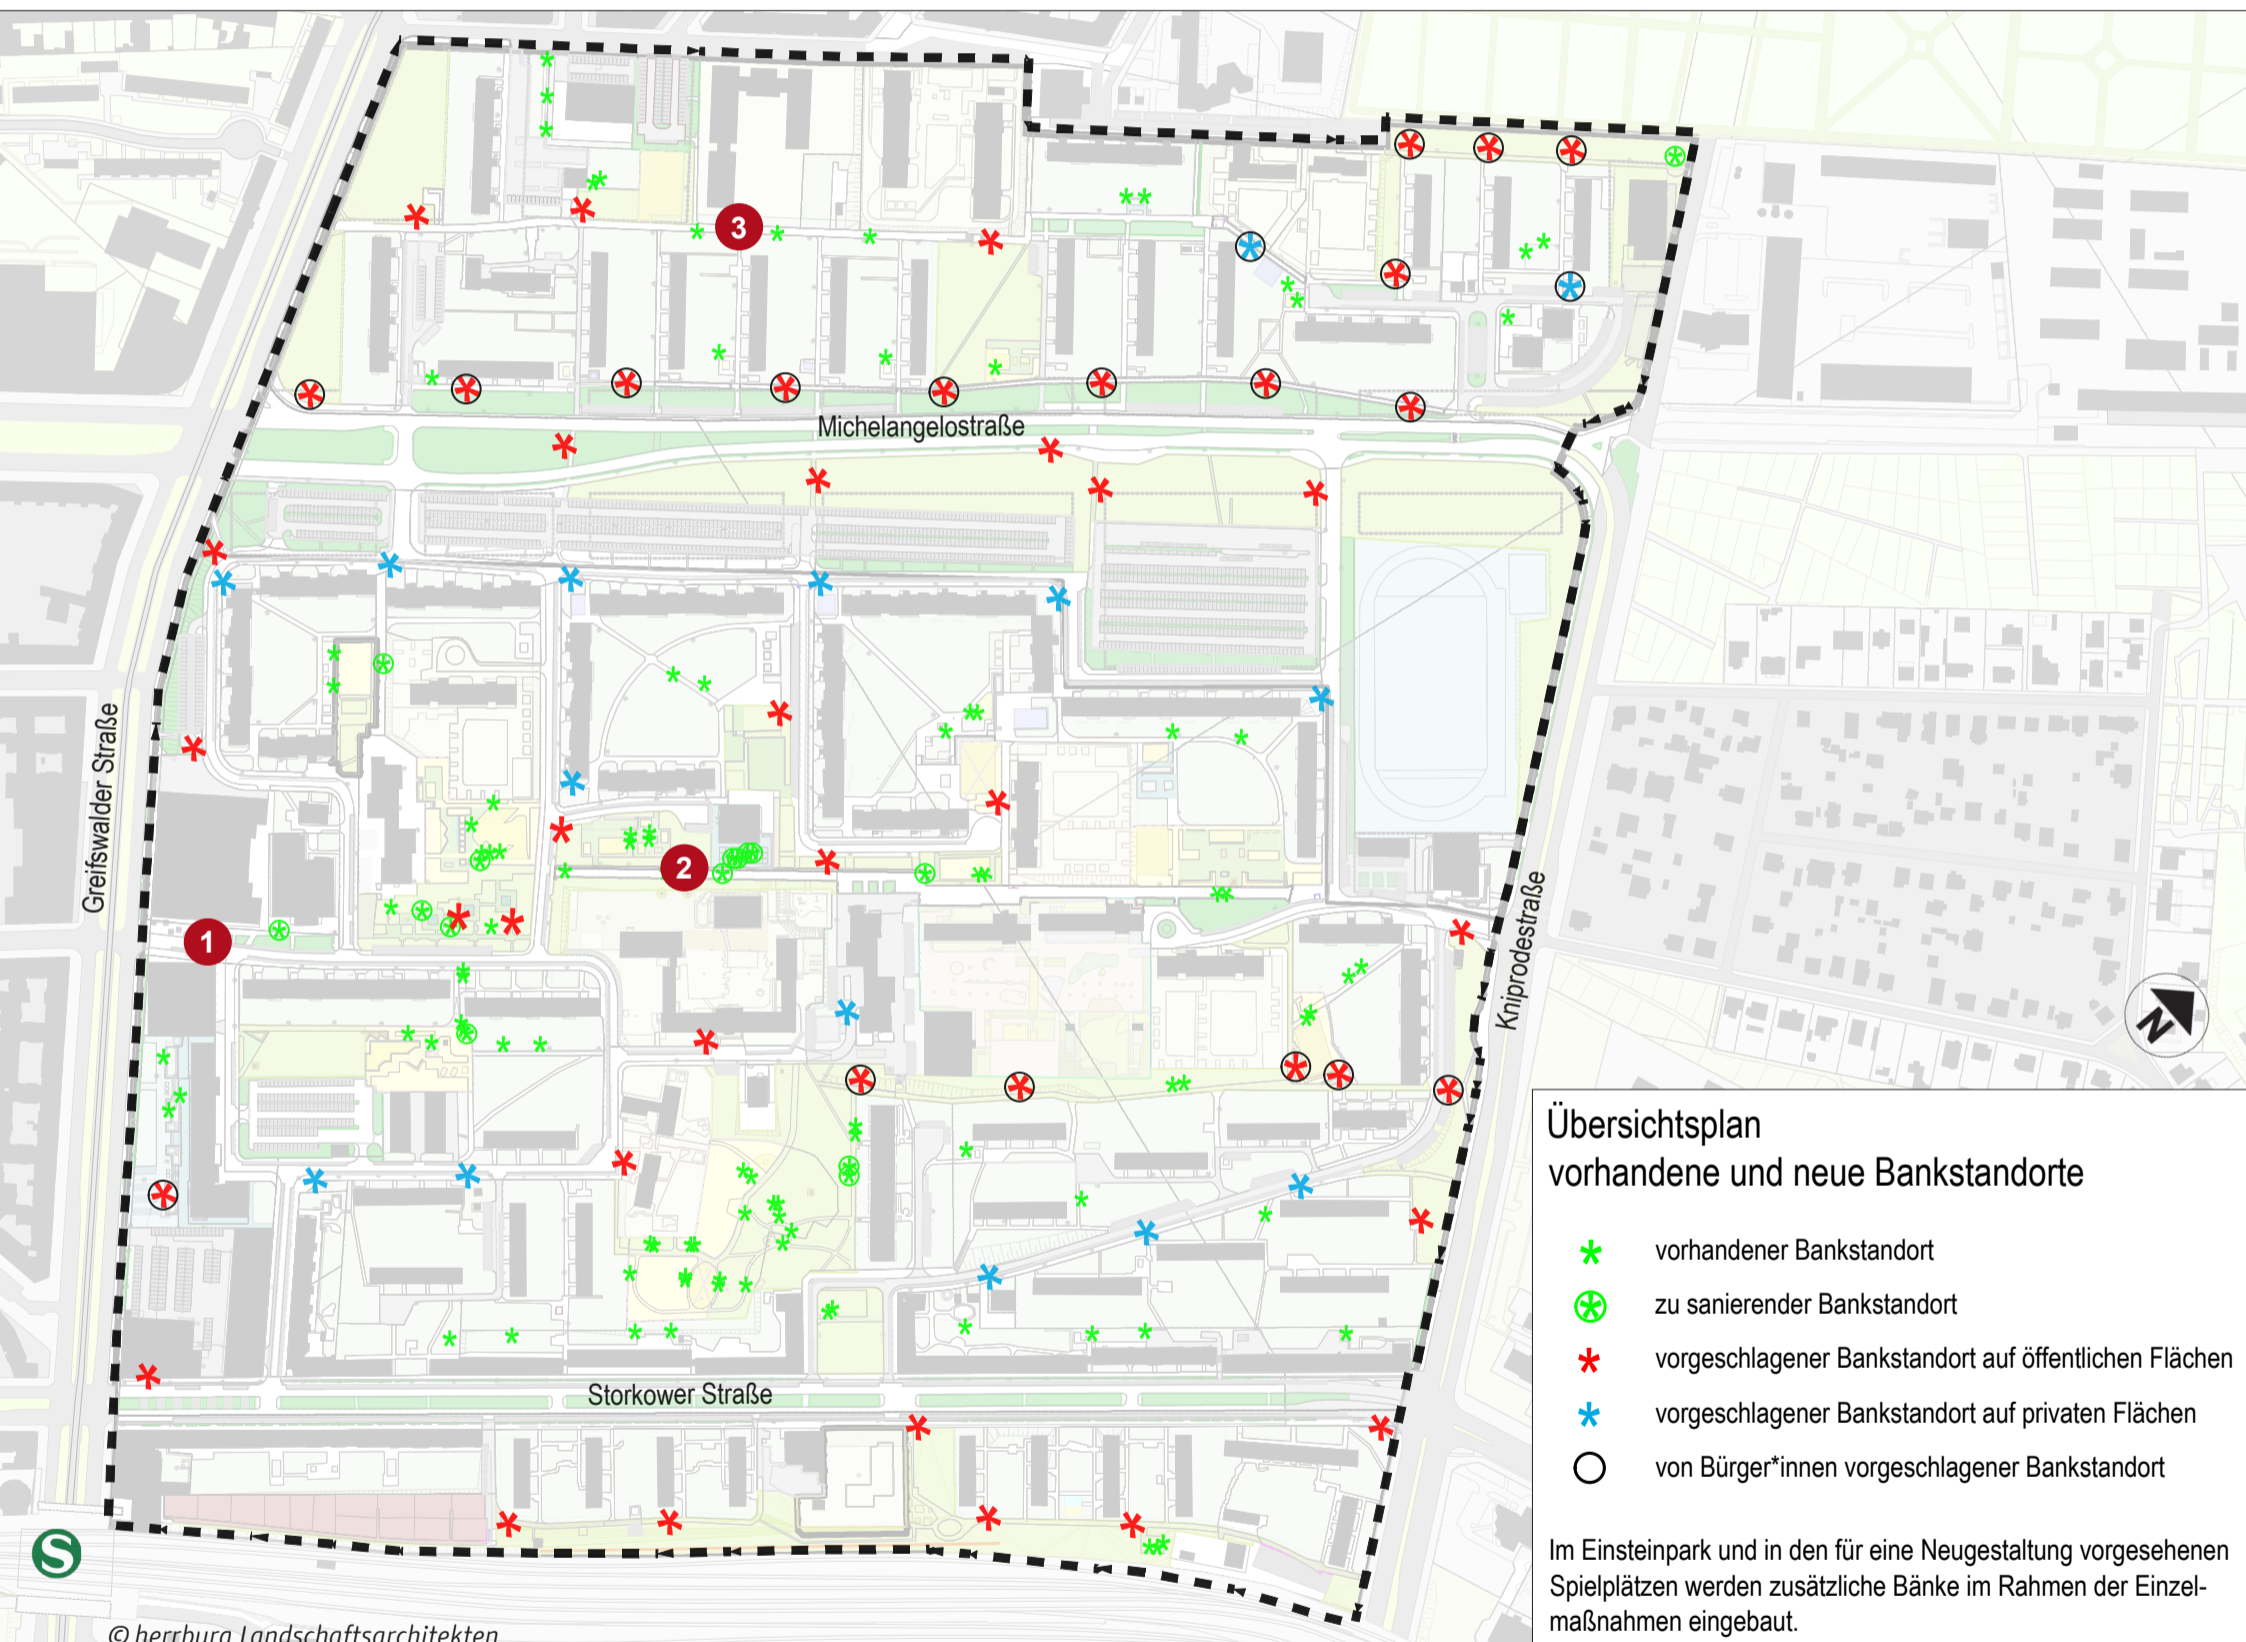 3
Michelangelostraße
Greifswalder Straße
2
1
Kniprodestraße
N
Storkower Straße
S
Übersichtsplan
vorhandene und neue Bankstandorte
vorhandener Bankstandort
zu sanierender Bankstandort
vorgeschlagener Bankstandort auf öffentlichen Flächen
vorgeschlagener Bankstandort auf privaten Flächen
von Bürger*innen vorgeschlagener Bankstandort
Im Einsteinpark und in den für eine Neugestaltung vorgesehenen
Spielplätzen werden zusätzliche Bänke im Rahmen der Einzel-
maßnahmen eingebaut.
© herrburg Landschaftsarchitekten